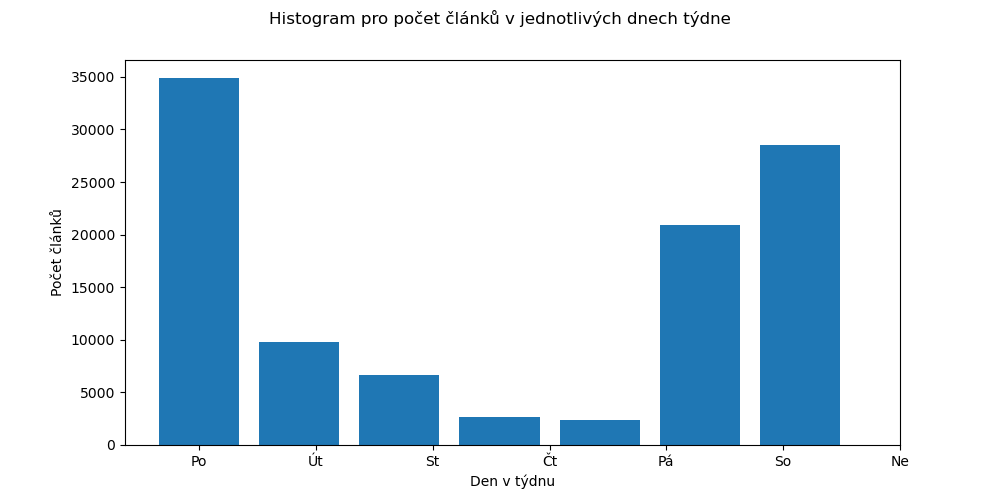 Histogram pro počet článků v jednotlivých dnech týdne
Počet článků
35000
30000
25000
20000
15000
10000
5000
0
Po Út St Čt Pá So Ne
Den v týdnu